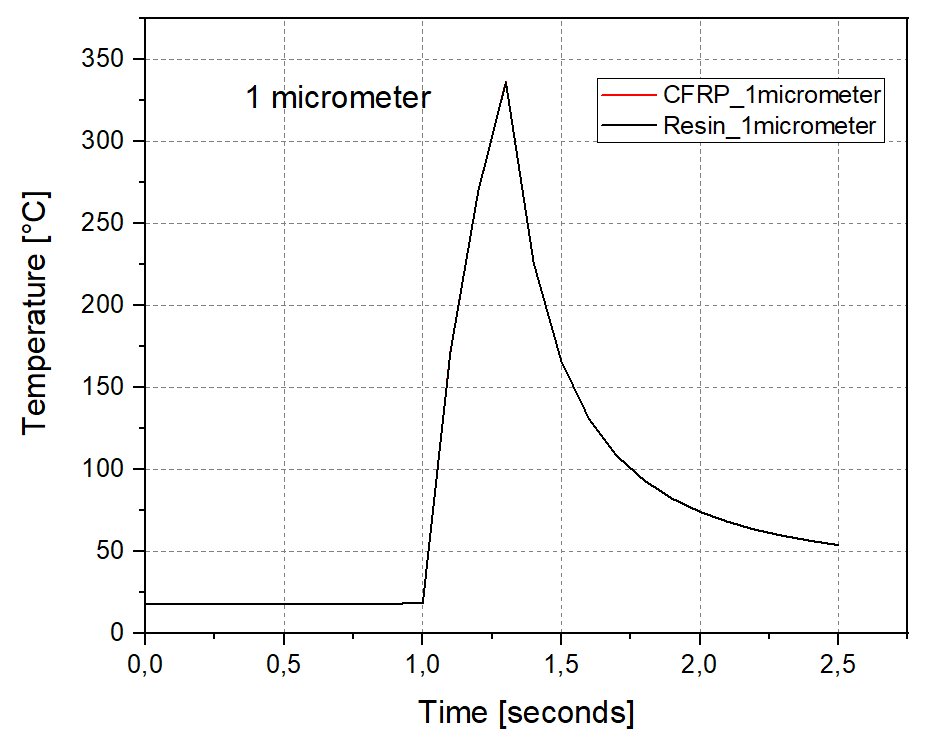 1 micrometer
CFRP_1micrometer
Resin_1micrometer
350
300
250
200
150
100
50
0
Temperature [°C]
0,0 0,5 1,0 1,5 2,0 2,5
Time [seconds]